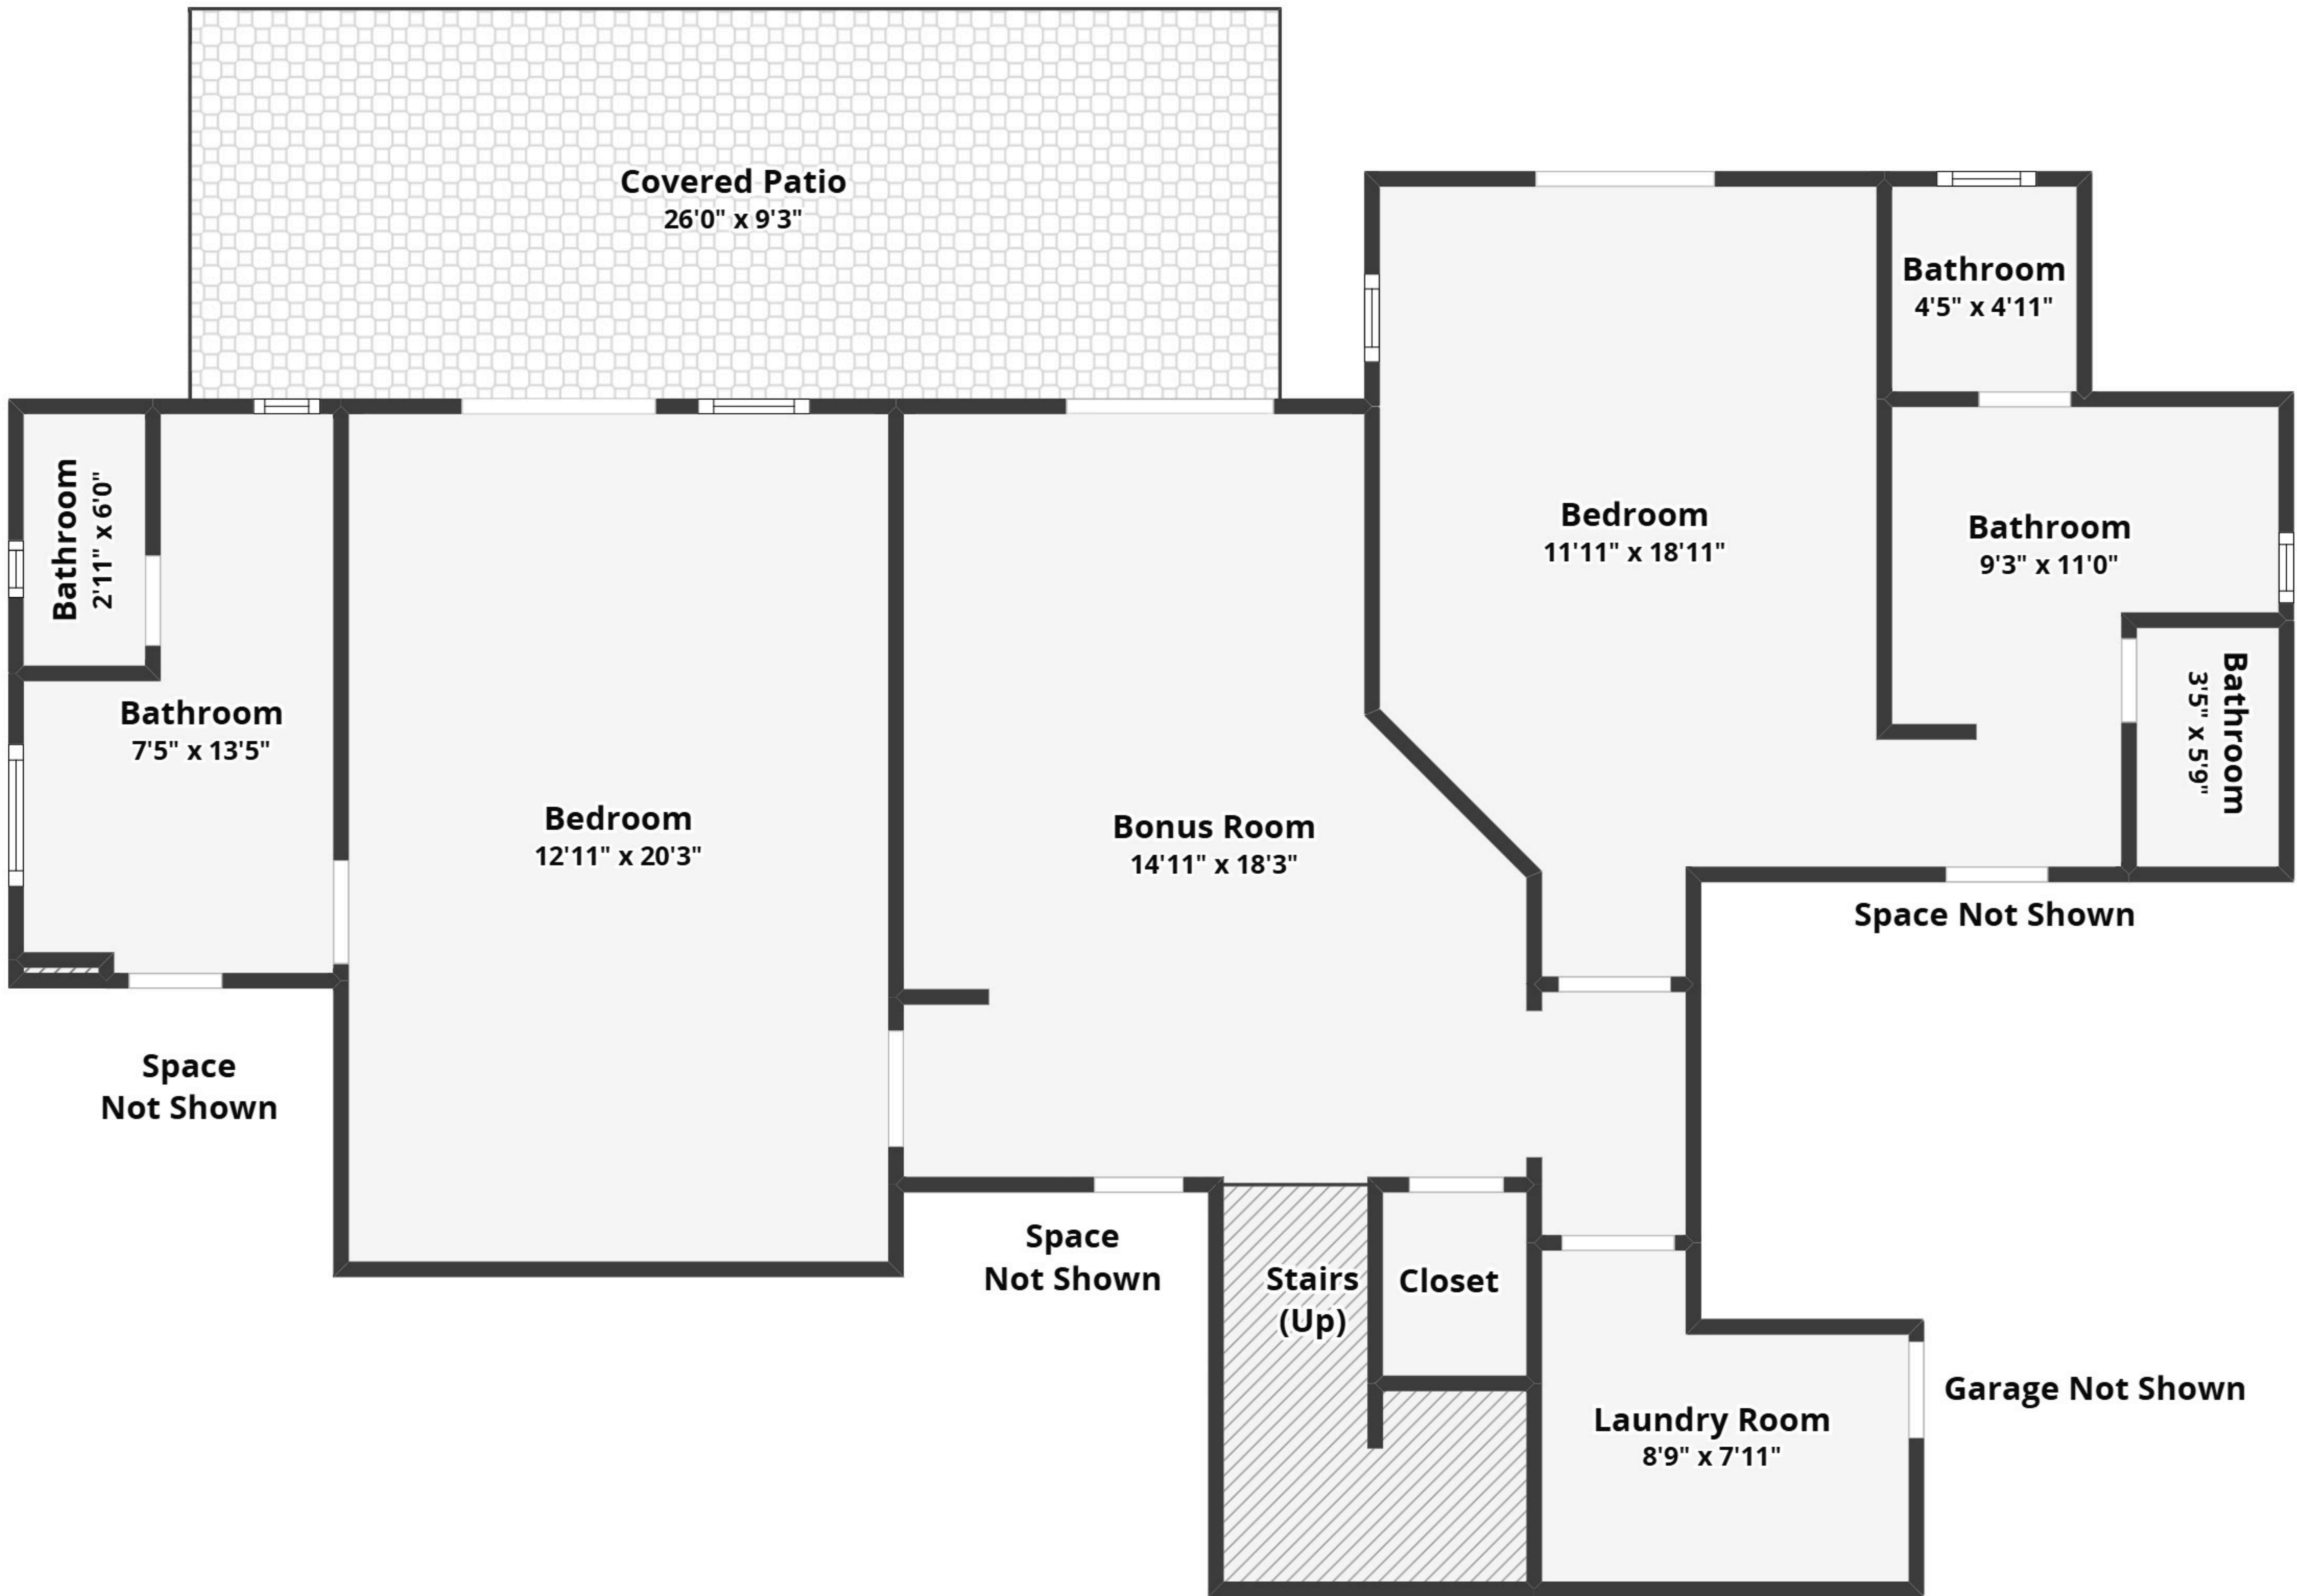 Covered Patio
26'0" x 9'3"
Bathroom
4'5" x 4'11"
Bathroom
2'11" x 6'0"
Bedroom
11'11" x 18'11"
Bathroom
9'3" x 11'0"
Bathroom
3'5" x 5'9"
Bathroom
7'5" x 13'5"
Bedroom
12'11" x 20'3"
Bonus Room
14'11" x 18'3"
Space Not Shown
Space
Not Shown
Space
Not Shown
Stairs
(Up)
Closet
Garage Not Shown
Laundry Room
8'9" x 7'11"